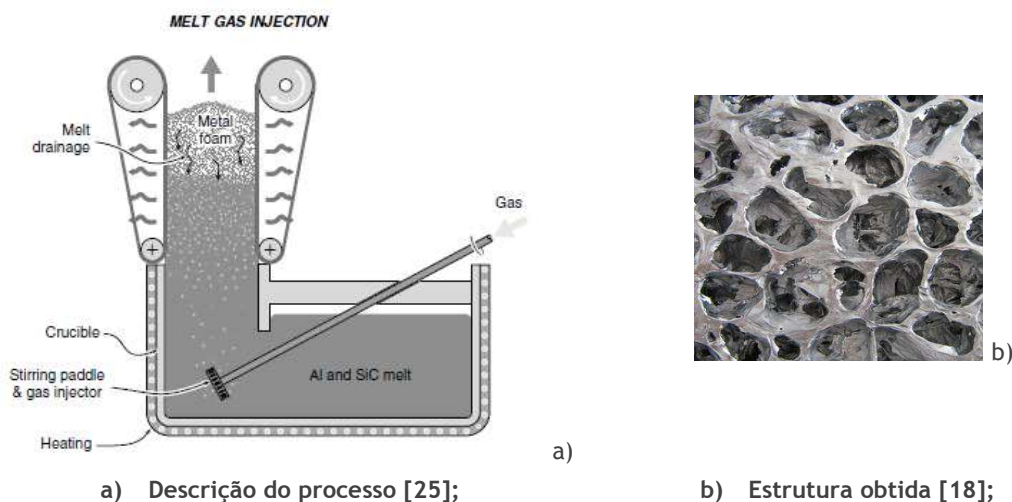 MELT GAS INJECTION
Melt
drainage
Metal
foam
Gas
Crucible
Stirring paddle
& gas injector
Al and SiC melt
Heating
a)
b)
a) Descrição do processo [25];
b) Estrutura obtida [18];